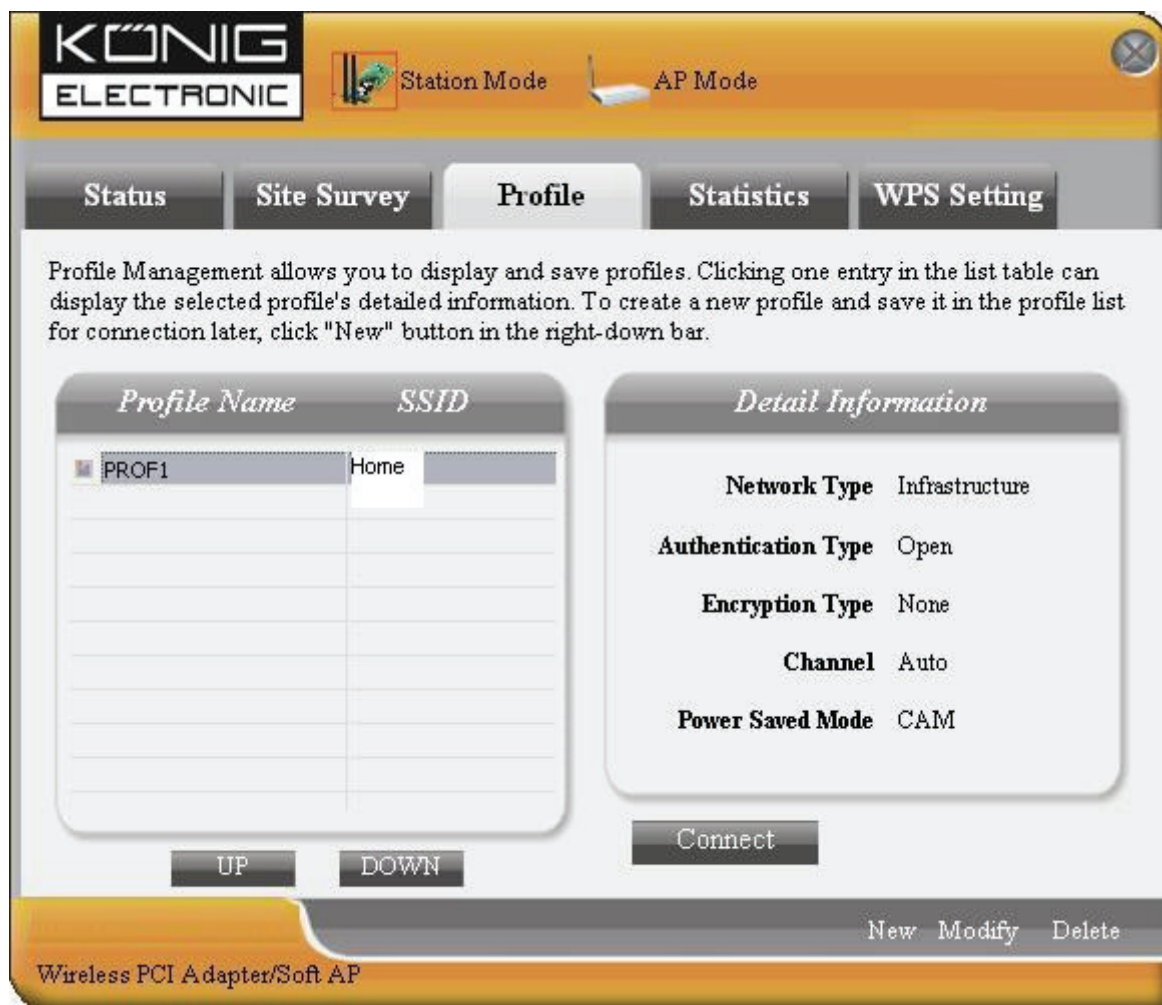 KÖNIG
ELECTRONIC
Station Mode
AP Mode
Status
Site Survey
Profile
Statistics
WPS Setting
Profile Management allows you to display and save profiles. Clicking one entry in the list table can
display the selected profile's detailed information. To create a new profile and save it in the profile list
for connection later, click "New" button in the right-down bar.
Profile Name SSID
PROF1 Home
Detail Information
Network Type Infrastructure
Authentication Type Open
Encryption Type None
Channel Auto
Power Saved Mode CAM
UP DOWN
Connect
New Modify Delete
Wireless PCI Adapter/Soft AP